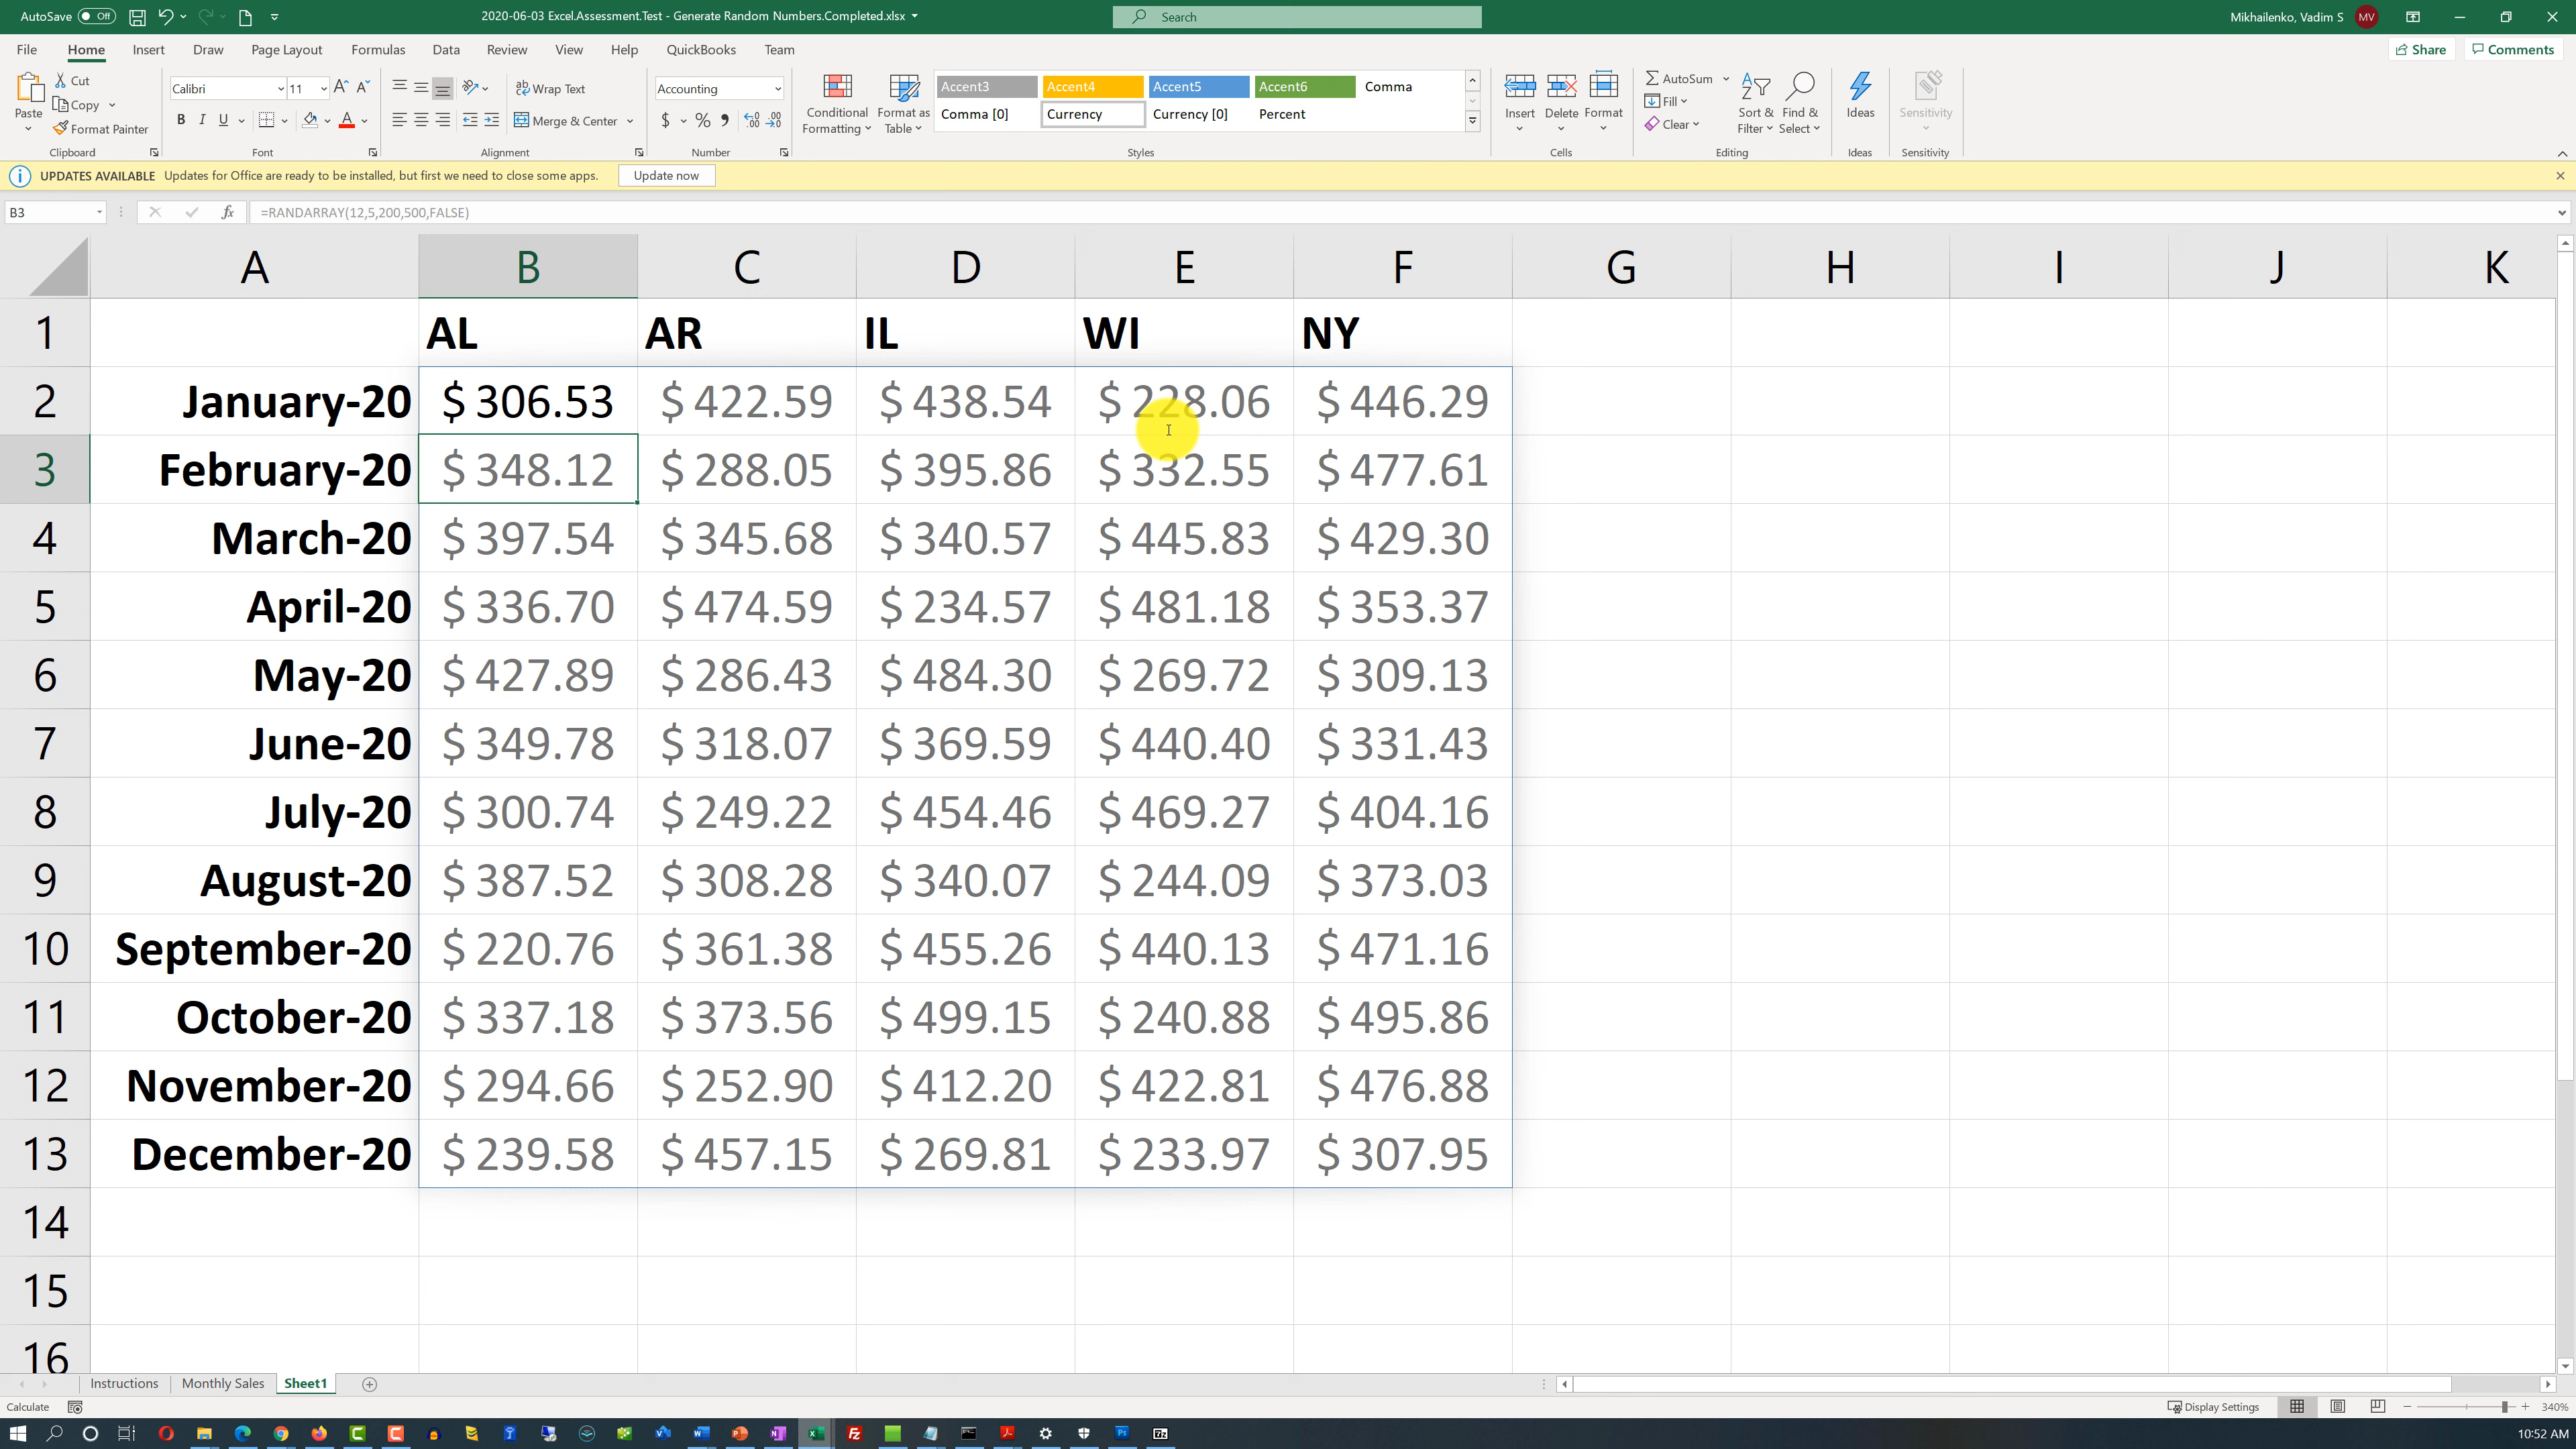 AutoSave Off 2020-06-03 Excel.Assessment.Test - Generate Random Numbers.Completed.xlsx Search Mikhailenko, Vadim S MV
File Home Insert Draw Page Layout Formulas Data Review View Help QuickBooks Team Share Comments
Cut Calibri 11 Wrap Text Accounting Accent3 Accent4 Accent5 Accent6 Comma AutoSum
Paste Copy Conditional Formatting Format as Table Insert Delete Format Fill Sort & Filter Find & Select Ideas Sensitivity
Format Painter B I U Merge & Center $ % Comma [0] Currency Currency [0] Percent Clear
Clipboard Font Alignment Number Styles Cells Editing Ideas Sensitivity
UPDATES AVAILABLE Updates for Office are ready to be installed, but first we need to close some apps. Update now
B3 fx =RANDARRAY(12,5,200,500,FALSE)
A B C D E F G H I J K
1 AL AR IL WI NY
2 January-20 $ 306.53 $ 422.59 $ 438.54 $ 228.06 $ 446.29
3 February-20 $ 348.12 $ 288.05 $ 395.86 $ 332.55 $ 477.61
4 March-20 $ 397.54 $ 345.68 $ 340.57 $ 445.83 $ 429.30
5 April-20 $ 336.70 $ 474.59 $ 234.57 $ 481.18 $ 353.37
6 May-20 $ 427.89 $ 286.43 $ 484.30 $ 269.72 $ 309.13
7 June-20 $ 349.78 $ 318.07 $ 369.59 $ 440.40 $ 331.43
8 July-20 $ 300.74 $ 249.22 $ 454.46 $ 469.27 $ 404.16
9 August-20 $ 387.52 $ 308.28 $ 340.07 $ 244.09 $ 373.03
10 September-20 $ 220.76 $ 361.38 $ 455.26 $ 440.13 $ 471.16
11 October-20 $ 337.18 $ 373.56 $ 499.15 $ 240.88 $ 495.86
12 November-20 $ 294.66 $ 252.90 $ 412.20 $ 422.81 $ 476.88
13 December-20 $ 239.58 $ 457.15 $ 269.81 $ 233.97 $ 307.95
14
15
16
Instructions Monthly Sales Sheet1
Calculate Display Settings 340%
10:52 AM